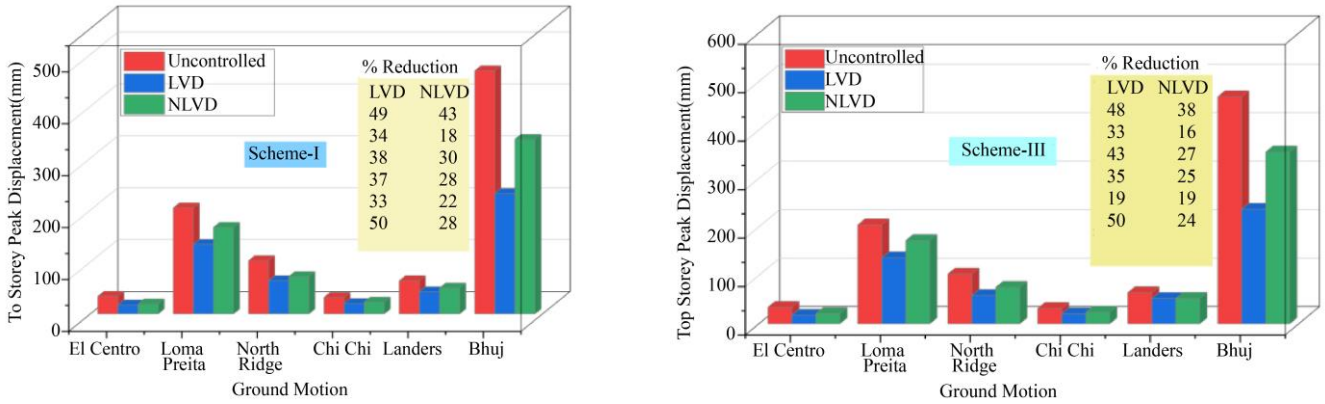 To Storey Peak Displacement(mm)
500
400
300
200
100
0
Uncontrolled
LVD
NLVD
Scheme-I
% Reduction
LVD NLVD
49 43
34 18
38 30
37 28
33 22
50 28
El Centro
Loma
Preita
North
Ridge
Chi Chi
Landers
Bhuj
Ground Motion
Top Storey Peak Displacement(mm)
600
500
400
300
200
100
0
Uncontrolled
LVD
NLVD
Scheme-III
% Reduction
LVD NLVD
48 38
33 16
43 27
35 25
19 19
50 24
El Centro
Loma
Preita
North
Ridge
Chi Chi
Landers
Bhuj
Ground Motion